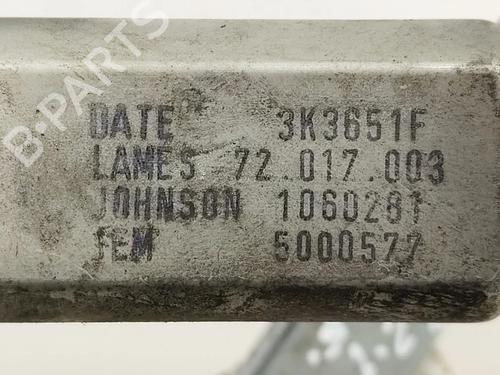 B-PARTS
DATE 3K3651F
LAMES 72.017.003
JOHNSON 1060281
FEM 5000577